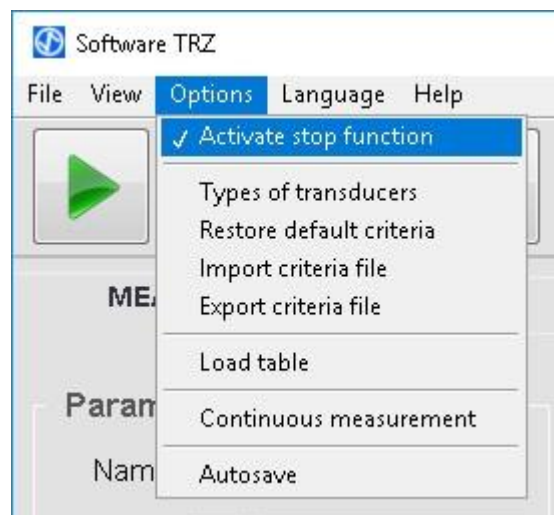 Software TRZ
File View Options Language Help
✓ Activate stop function
Types of transducers
Restore default criteria
Import criteria file
Export criteria file
Load table
Continuous measurement
Autosave